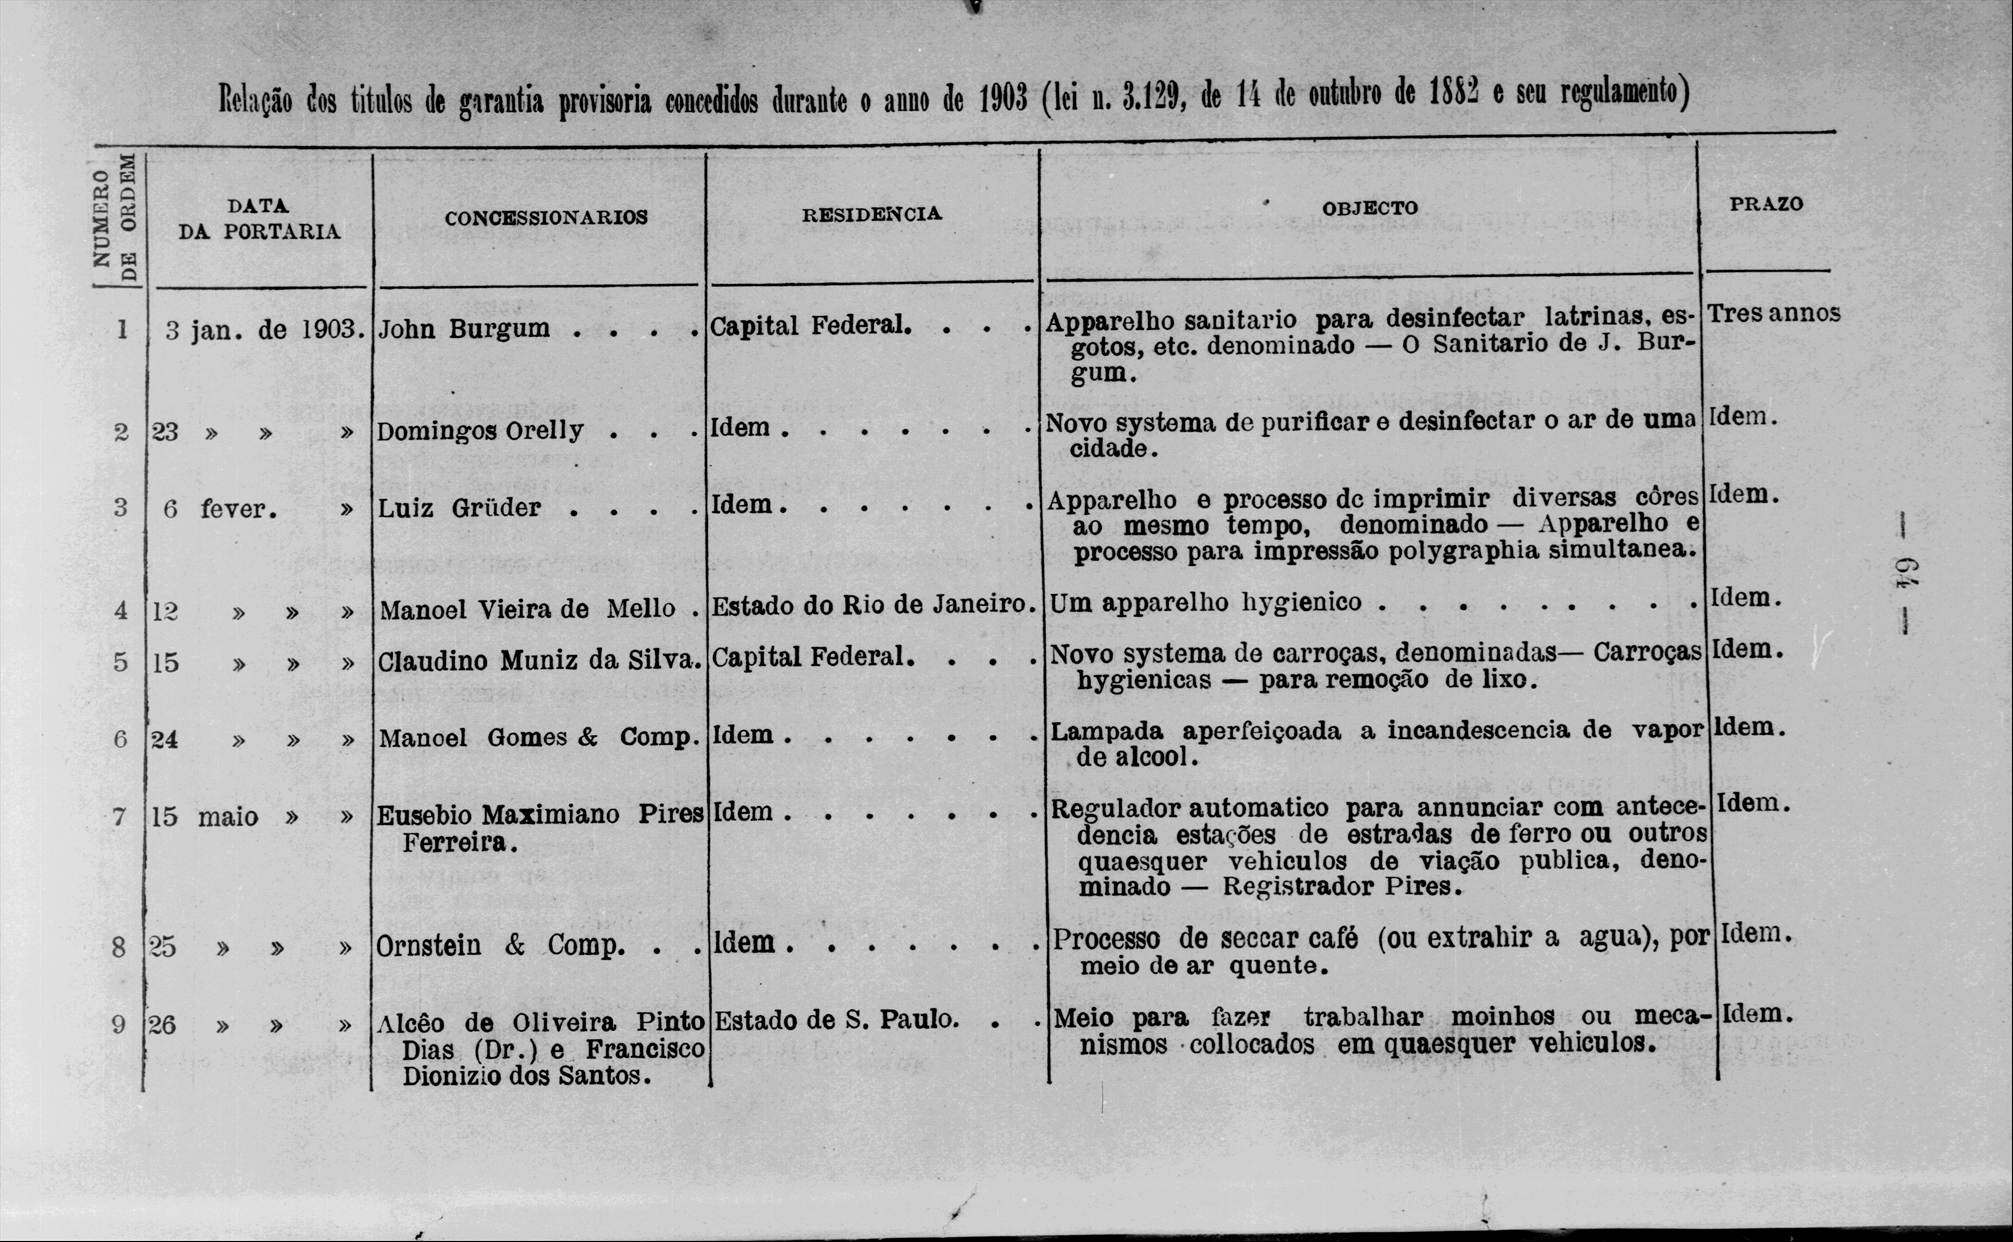 Relação dos titulos de garantia provisoria concedidos durante o anno de 1903 (lei n. 3.129, de 14 de outubro de 1882 e seu regulamento)
NUMERO
DE ORDEM
DATA
DA PORTARIA
CONCESSIONARIOS
RESIDENCIA
OBJECTO
PRAZO
1 3 jan. de 1903. John Burgum . . . . Capital Federal. . . . Apparelho sanitario para desinfectar latrinas, es- Tres annos
gotos, etc. denominado — O Sanitario de J. Bur-
gum.
2 23 » » » Domingos Orelly . . . Idem . . . . . . . Novo systema de purificar e desinfectar o ar de uma Idem.
cidade.
3 6 fever. » Luiz Grüder . . . . Idem . . . . . . . Apparelho e processo de imprimir diversas côres Idem.
ao mesmo tempo, denominado — Apparelho e
processo para impressão polygraphia simultanea.
4 12 » » » Manoel Vieira de Mello . Estado do Rio de Janeiro. Um apparelho hygienico . . . . . . . . . Idem.
5 15 » » » Claudino Muniz da Silva. Capital Federal. . . . Novo systema de carroças, denominadas— Carroças Idem.
hygienicas — para remoção de lixo.
6 24 » » » Manoel Gomes & Comp. Idem . . . . . . . Lampada aperfeiçoada a incandescencia de vapor Idem.
de alcool.
7 15 maio » » Eusebio Maximiano Pires Idem . . . . . . . Regulador automatico para annunciar com antece- Idem.
Ferreira. dencia estações de estradas de ferro ou outros
quaesquer vehiculos de viação publica, deno-
minado — Registrador Pires.
8 25 » » » Ornstein & Comp. . . Idem . . . . . . . Processo de seccar café (ou extrahir a agua), por Idem.
meio de ar quente.
9 26 » » » Alcêo de Oliveira Pinto Estado de S. Paulo. . . Meio para fazer trabalhar moinhos ou meca- Idem.
Dias (Dr.) e Francisco nismos collocados em quaesquer vehiculos.
Dionizio dos Santos.
— 64 —